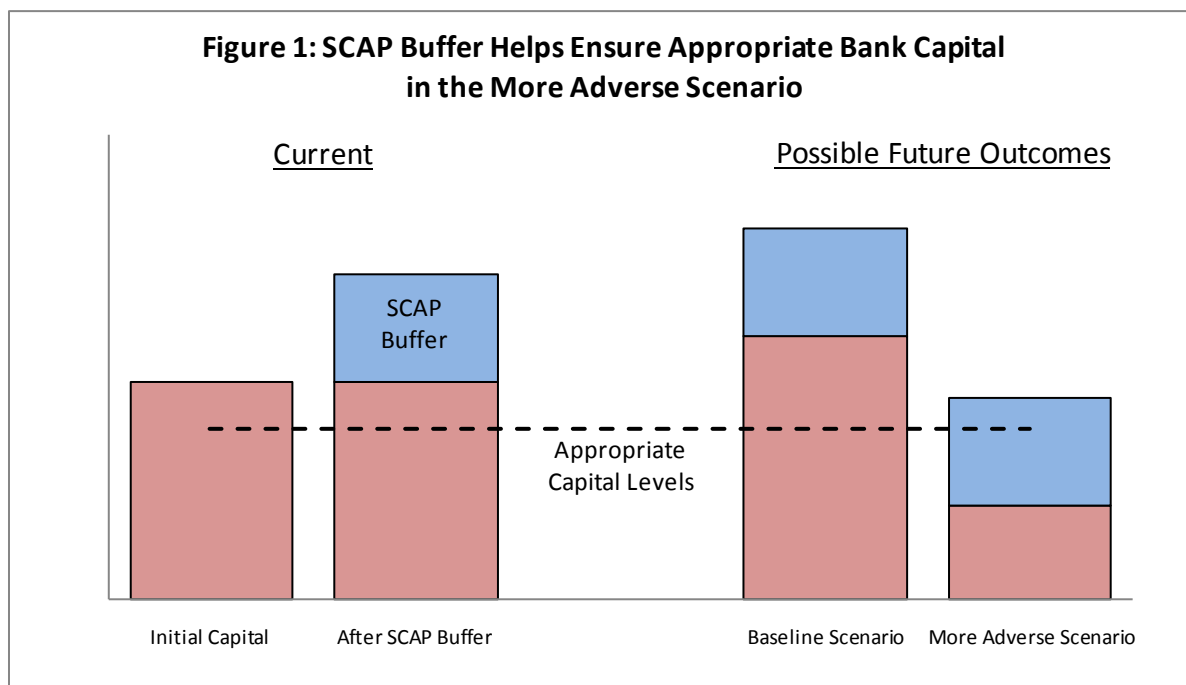 Figure 1: SCAP Buffer Helps Ensure Appropriate Bank Capital
in the More Adverse Scenario
Current
Possible Future Outcomes
SCAP
Buffer
Appropriate
Capital Levels
Initial Capital
After SCAP Buffer
Baseline Scenario
More Adverse Scenario